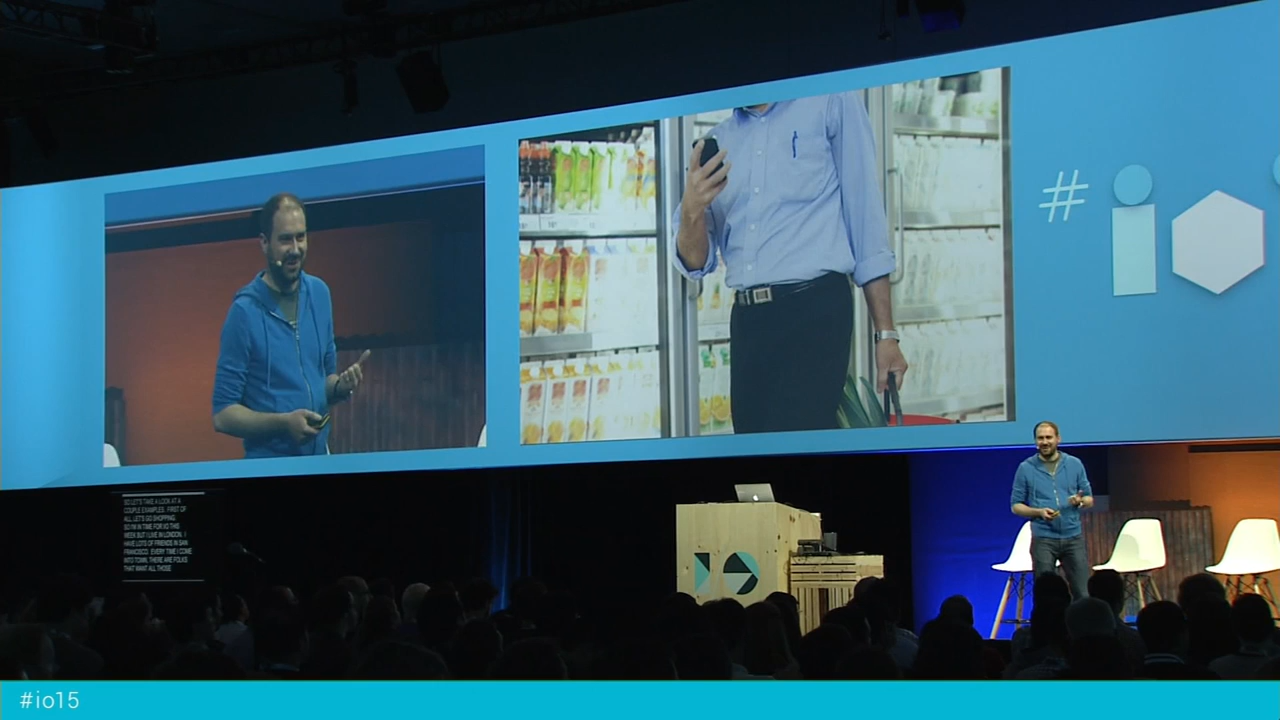 #io
SO LET'S TAKE A LOOK AT A
COUPLE EXAMPLES. FIRST OF
ALL, LET'S GO SHOPPING.
SO I'M IN TIME FOR I/O THIS
WEEK BUT I LIVE IN LONDON. I
HAVE LOTS OF FRIENDS IN SAN
FRANCISCO. EVERY TIME I COME
INTO TOWN, THERE ARE FOLKS
THAT WANT ALL THOSE
IO
#io15